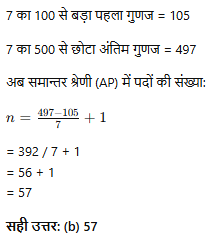 7 का 100 से बड़ा पहला गुणज = 105
7 का 500 से छोटा अंतिम गुणज = 497
अब समान्तर श्रेणी (AP) में पदों की संख्या:
n = \frac{497-105}{7} + 1
= 392 / 7 + 1
= 56 + 1
= 57
सही उत्तर: (b) 57